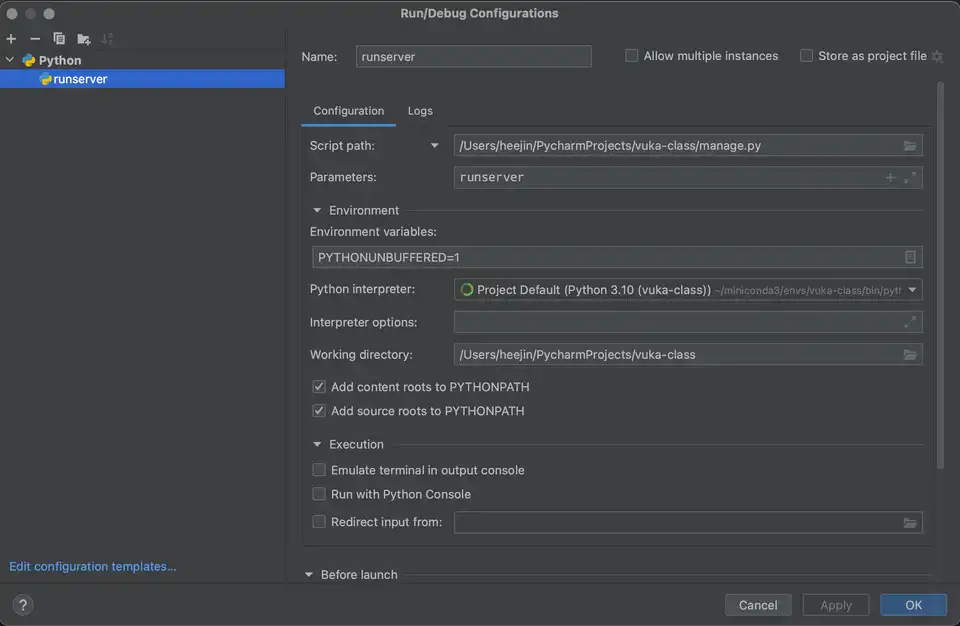 Run/Debug Configurations
Python
runserver
Name: runserver
Allow multiple instances
Store as project file
Configuration Logs
Script path: /Users/heejin/PycharmProjects/vuka-class/manage.py
Parameters: runserver
Environment
Environment variables:
PYTHONUNBUFFERED=1
Python interpreter: Project Default (Python 3.10 (vuka-class)) ~/miniconda3/envs/vuka-class/bin/pyth
Interpreter options:
Working directory: /Users/heejin/PycharmProjects/vuka-class
Add content roots to PYTHONPATH
Add source roots to PYTHONPATH
Execution
Emulate terminal in output console
Run with Python Console
Redirect input from:
Edit configuration templates...
Before launch
? Cancel Apply OK